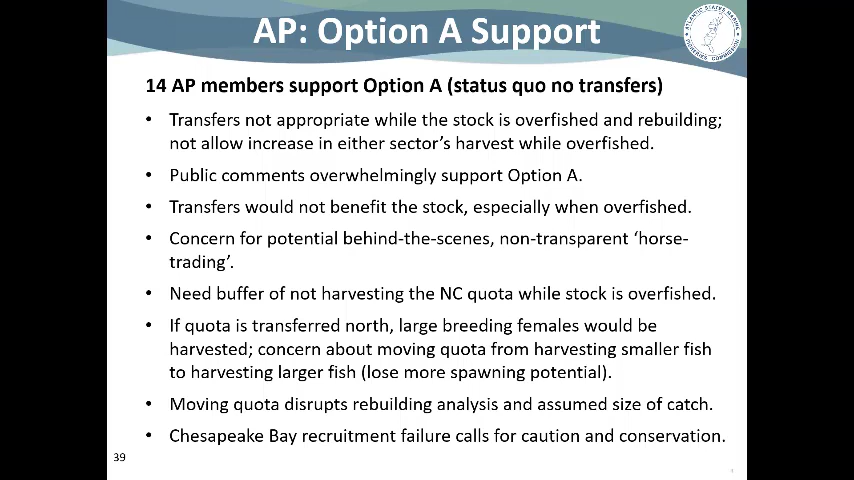 AP: Option A Support
ATLANTIC STATES MARINE
FISHERIES COMMISSION
14 AP members support Option A (status quo no transfers)
• Transfers not appropriate while the stock is overfished and rebuilding;
not allow increase in either sector's harvest while overfished.
• Public comments overwhelmingly support Option A.
• Transfers would not benefit the stock, especially when overfished.
• Concern for potential behind-the-scenes, non-transparent 'horse-
trading'.
• Need buffer of not harvesting the NC quota while stock is overfished.
• If quota is transferred north, large breeding females would be
harvested; concern about moving quota from harvesting smaller fish
to harvesting larger fish (lose more spawning potential).
• Moving quota disrupts rebuilding analysis and assumed size of catch.
• Chesapeake Bay recruitment failure calls for caution and conservation.
39